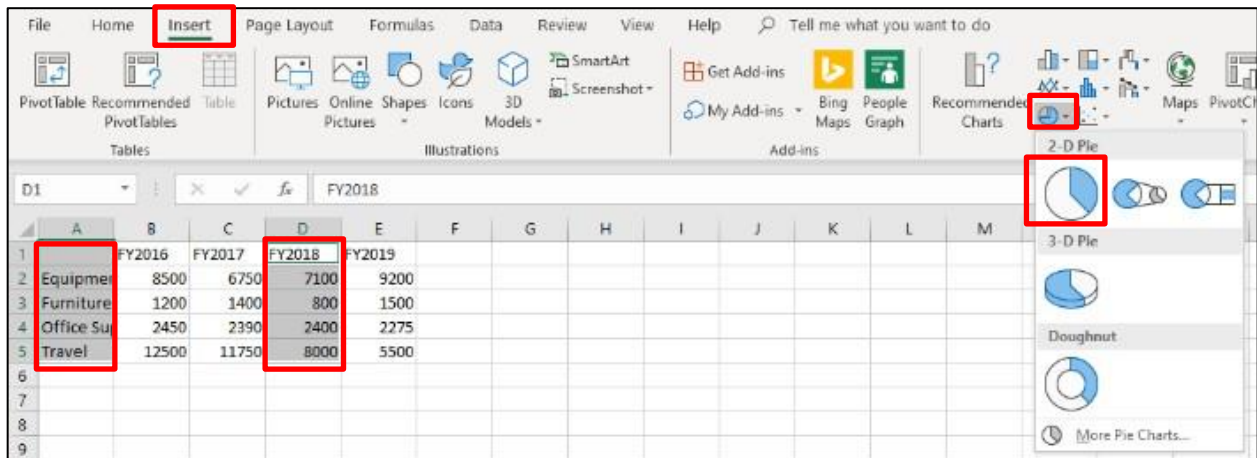 File Home Insert Page Layout Formulas Data Review View Help Tell me what you want to do
PivotTable Recommended PivotTables Table
Tables
Pictures Online Pictures Shapes Icons 3D Models
SmartArt
Screenshot
Illustrations
Get Add-ins
My Add-ins
Bing Maps People Graph
Add-ins
Recommended Charts
Maps
D1 fx FY2018
A B C D E F G H I J K L M
1 FY2016 FY2017 FY2018 FY2019
2 Equipmen 8500 6750 7100 9200
3 Furniture 1200 1400 800 1500
4 Office Su 2450 2390 2400 2275
5 Travel 12500 11750 8000 5500
6
7
8
9
2-D Pie
3-D Pie
Doughnut
More Pie Charts...